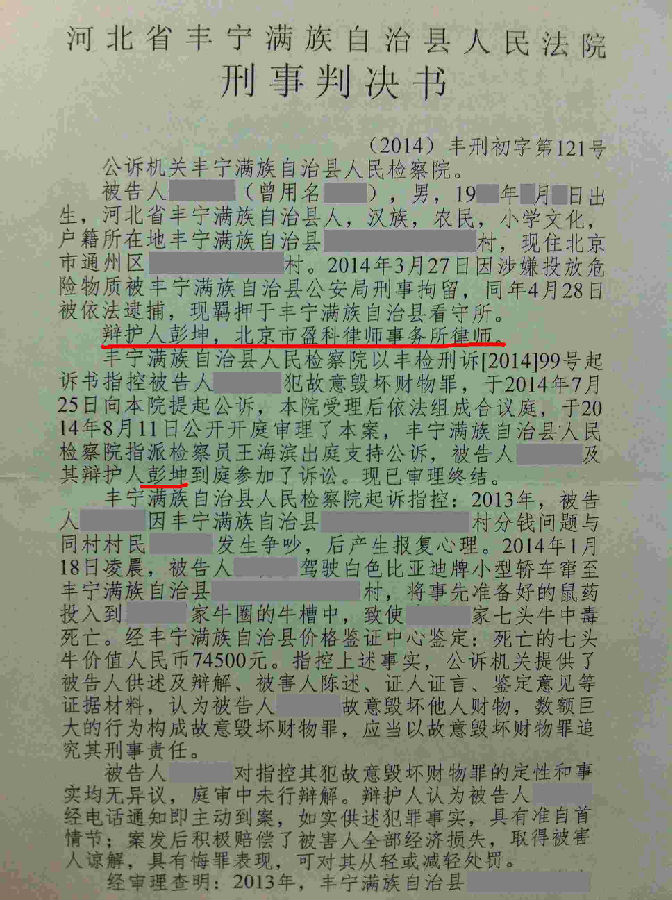 河北省丰宁满族自治县人民法院
刑事判决书
（2014）丰刑初字第121号
公诉机关丰宁满族自治县人民检察院。
被告人（曾用名），男，19年月日出
生，河北省丰宁满族自治县人，汉族，农民，小学文化，
户籍所在地丰宁满族自治县村，现住北京
市通州区村。2014年3月27日因涉嫌投放危
险物质被丰宁满族自治县公安局刑事拘留，同年4月28日
被依法逮捕，现羁押于丰宁满族自治县看守所。
辩护人彭坤，北京市盈科律师事务所律师。
丰宁满族自治县人民检察院以丰检刑诉[2014]99号起
诉书指控被告人犯故意毁坏财物罪，于2014年7月
25日向本院提起公诉，本院受理后依法组成合议庭，于20
14年8月11日公开开庭审理了本案，丰宁满族自治县人民
检察院指派检察员王海滨出庭支持公诉，被告人及
其辩护人彭坤到庭参加了诉讼。现已审理终结。
丰宁满族自治县人民检察院起诉指控：2013年，被告
人因丰宁满族自治县村分钱问题与
同村村民发生争吵，后产生报复心理。2014年1月
18日凌晨，被告人驾驶白色比亚迪牌小型轿车窜至
丰宁满族自治县村，将事先准备好的鼠药
投入到家牛圈的牛槽中，致使家七头牛中毒
死亡。经丰宁满族自治县价格鉴证中心鉴定：死亡的七头
牛价值人民币74500元。指控上述事实，公诉机关提供了
被告人供述及辩解、被害人陈述、证人证言、鉴定意见等
证据材料，认为被告人故意毁坏他人财物，数额巨
大的行为构成故意毁坏财物罪，应当以故意毁坏财物罪追
究其刑事责任。
被告人对指控其犯故意毁坏财物罪的定性和事
实均无异议，庭审中未行辩解。辩护人认为被告人
经电话通知即主动到案，如实供述犯罪事实，具有准自首
情节；案发后积极赔偿了被害人全部经济损失，取得被害
人谅解，具有悔罪表现，可对其从轻或减轻处罚。
经审理查明：2013年，丰宁满族自治县